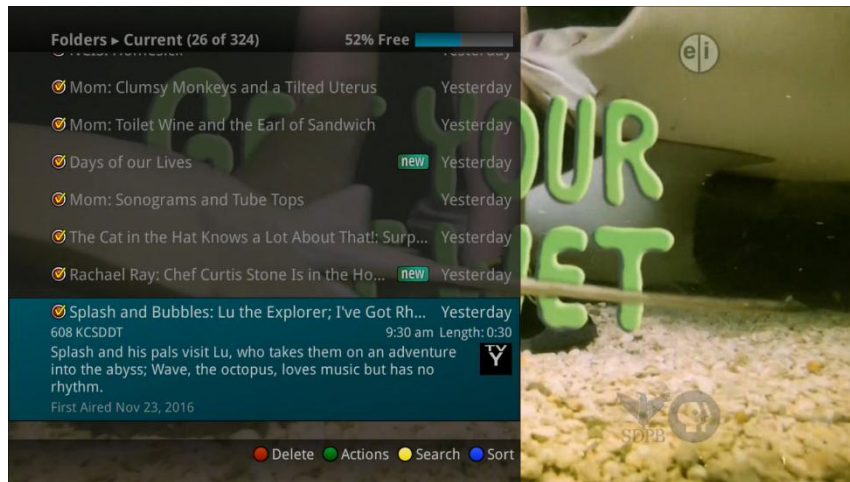 Folders ▸ Current (26 of 324) 52% Free
Mom: Clumsy Monkeys and a Tilted Uterus Yesterday
Mom: Toilet Wine and the Earl of Sandwich Yesterday
Days of our Lives new Yesterday
Mom: Sonograms and Tube Tops Yesterday
The Cat in the Hat Knows a Lot About That!: Surp... Yesterday
Rachael Ray: Chef Curtis Stone Is in the Ho... new Yesterday
Splash and Bubbles: Lu the Explorer; I've Got Rh... Yesterday
608 KCSDDT 9:30 am Length: 0:30
Splash and his pals visit Lu, who takes them on an adventure
into the abyss; Wave, the octopus, loves music but has no
rhythm.
TV Y
First Aired Nov 23, 2016
Delete Actions Search Sort
e|i
YOUR
SDPB